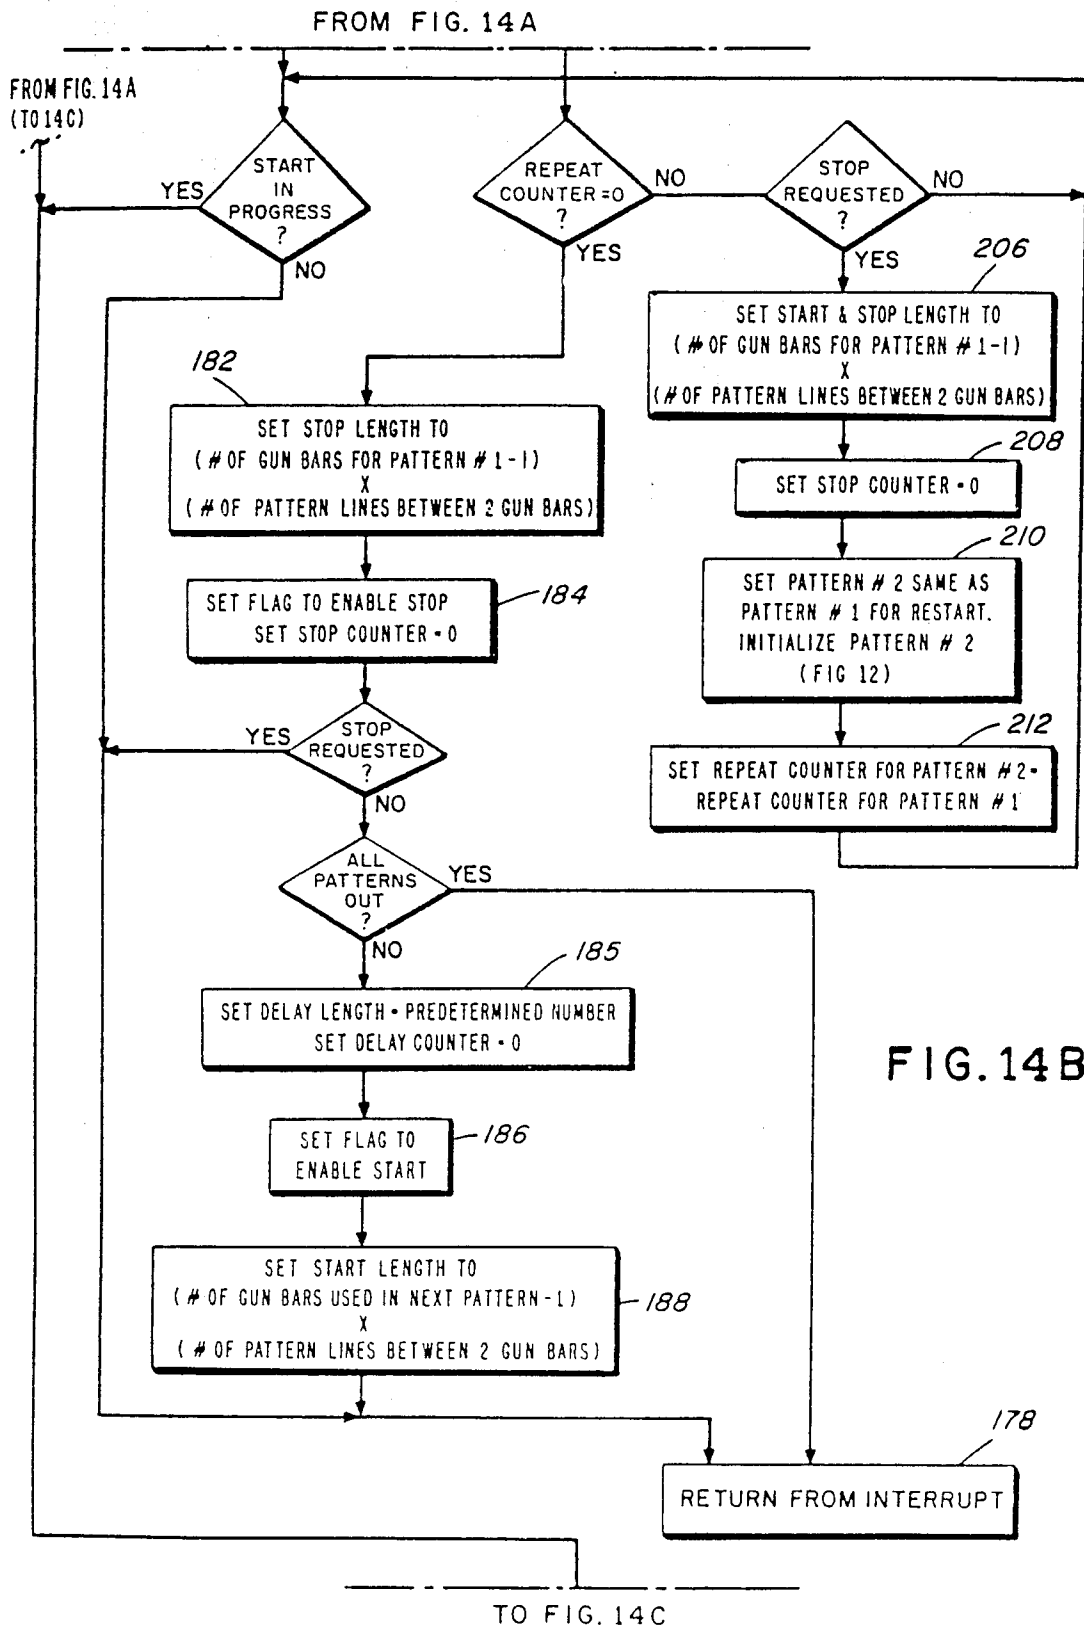 FROM FIG. 14A
FROM FIG. 14A
(TO 14C)
START
IN
PROGRESS
?
YES
NO
REPEAT
COUNTER=0
?
NO
YES
STOP
REQUESTED
?
NO
YES
206
SET START & STOP LENGTH TO
(# OF GUN BARS FOR PATTERN # 1-1)
X
(# OF PATTERN LINES BETWEEN 2 GUN BARS)
182
SET STOP LENGTH TO
(# OF GUN BARS FOR PATTERN # 1-1)
X
(# OF PATTERN LINES BETWEEN 2 GUN BARS)
208
SET STOP COUNTER = 0
210
SET PATTERN # 2 SAME AS
PATTERN # 1 FOR RESTART.
INITIALIZE PATTERN # 2
(FIG 12)
184
SET FLAG TO ENABLE STOP
SET STOP COUNTER = 0
212
SET REPEAT COUNTER FOR PATTERN #2=
REPEAT COUNTER FOR PATTERN #1
YES
STOP
REQUESTED
?
NO
ALL
PATTERNS
OUT
?
YES
NO
185
SET DELAY LENGTH = PREDETERMINED NUMBER
SET DELAY COUNTER = 0
FIG. 14B
186
SET FLAG TO
ENABLE START
188
SET START LENGTH TO
(# OF GUN BARS USED IN NEXT PATTERN-1)
X
(# OF PATTERN LINES BETWEEN 2 GUN BARS)
178
RETURN FROM INTERRUPT
TO FIG. 14C